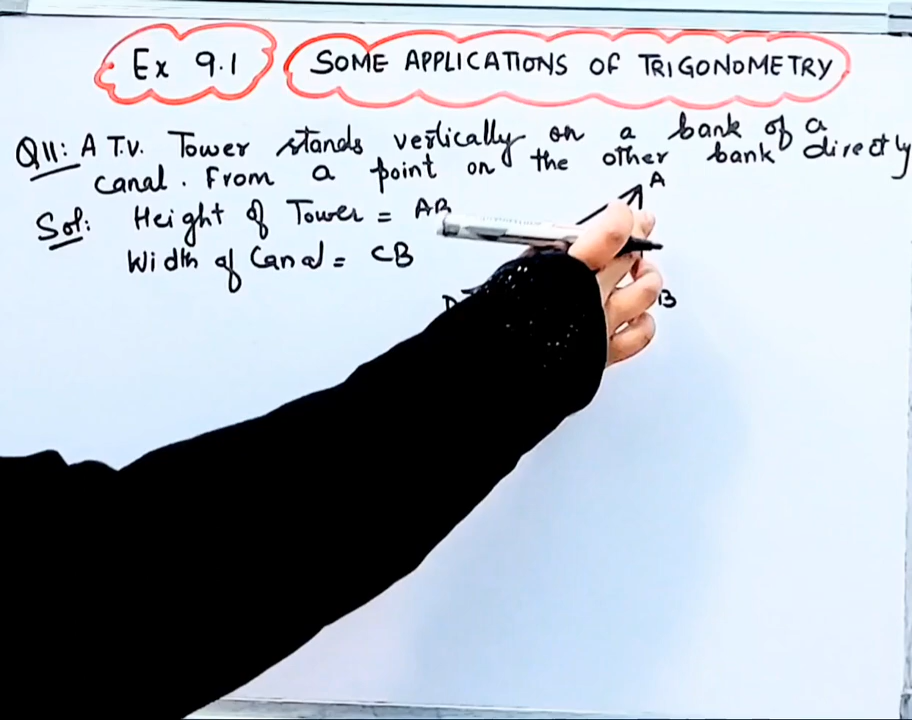 Ex 9.1 SOME APPLICATIONS OF TRIGONOMETRY
Q11: A T.V. Tower stands vertically on a bank of a
canal. From a point on the other bank directly
Sol: Height of Tower = AB
Width of Canal = CB
A
D
B